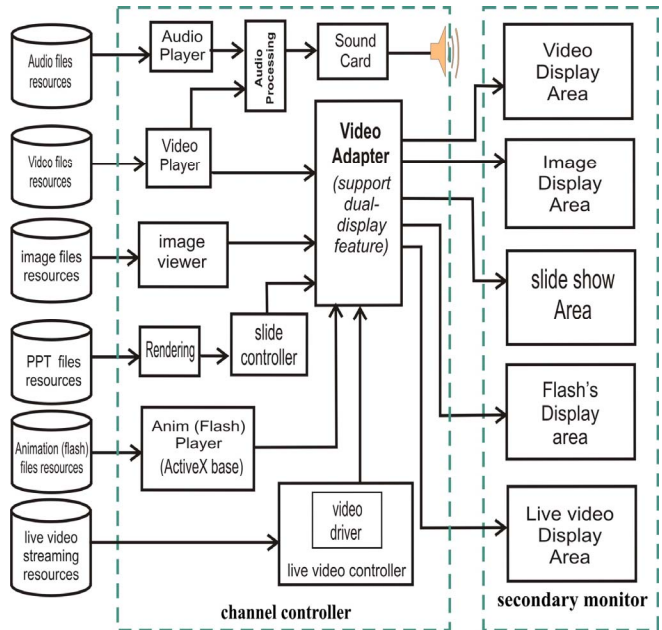 Audio files
resources
Audio
Player
Audio
Processing
Sound
Card
Video
Display
Area
Video files
resources
Video
Player
Video
Adapter
(support
dual-
display
feature)
Image
Display
Area
image files
resources
image
viewer
slide show
Area
PPT files
resources
Rendering
slide
controller
Flash's
Display
area
Animation (flash)
files resources
Anim (Flash)
Player
(ActiveX base)
live video
streaming
resources
video
driver
live video controller
Live video
Display
Area
channel controller
secondary monitor